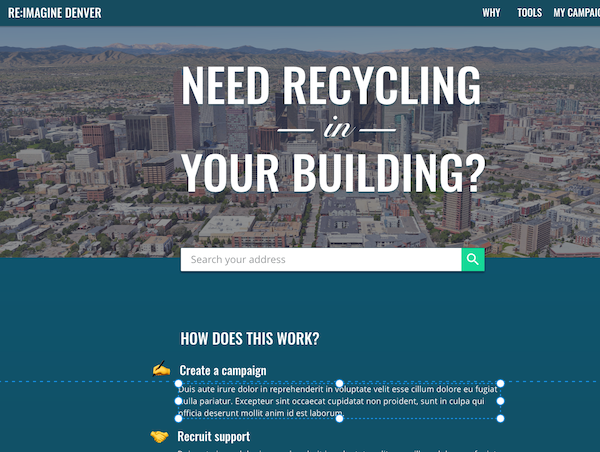 RE:IMAGINE DENVER
WHY TOOLS MY CAMPAIG
NEED RECYCLING
in
YOUR BUILDING?
Search your address
HOW DOES THIS WORK?
Create a campaign
Duis aute irure dolor in reprehenderit in voluptate velit esse cillum dolore eu fugiat
nulla pariatur. Excepteur sint occaecat cupidatat non proident, sunt in culpa qui
officia deserunt mollit anim id est laborum.
Recruit support